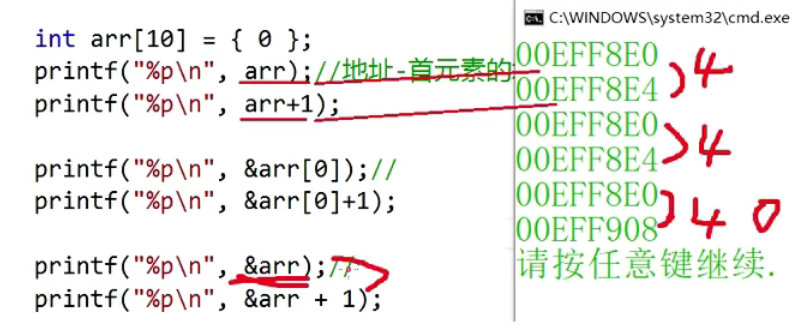 int arr[10] = { 0 };
printf("%p\n", arr);//地址-首元素的
printf("%p\n", arr+1);
printf("%p\n", &arr[0]);//
printf("%p\n", &arr[0]+1);
printf("%p\n", &arr);//
printf("%p\n", &arr + 1);
C:\WINDOWS\system32\cmd.exe
00EFF8E0
00EFF8E4
00EFF8E0
00EFF8E4
00EFF8E0
00EFF908
请按任意键继续.
4
4
40